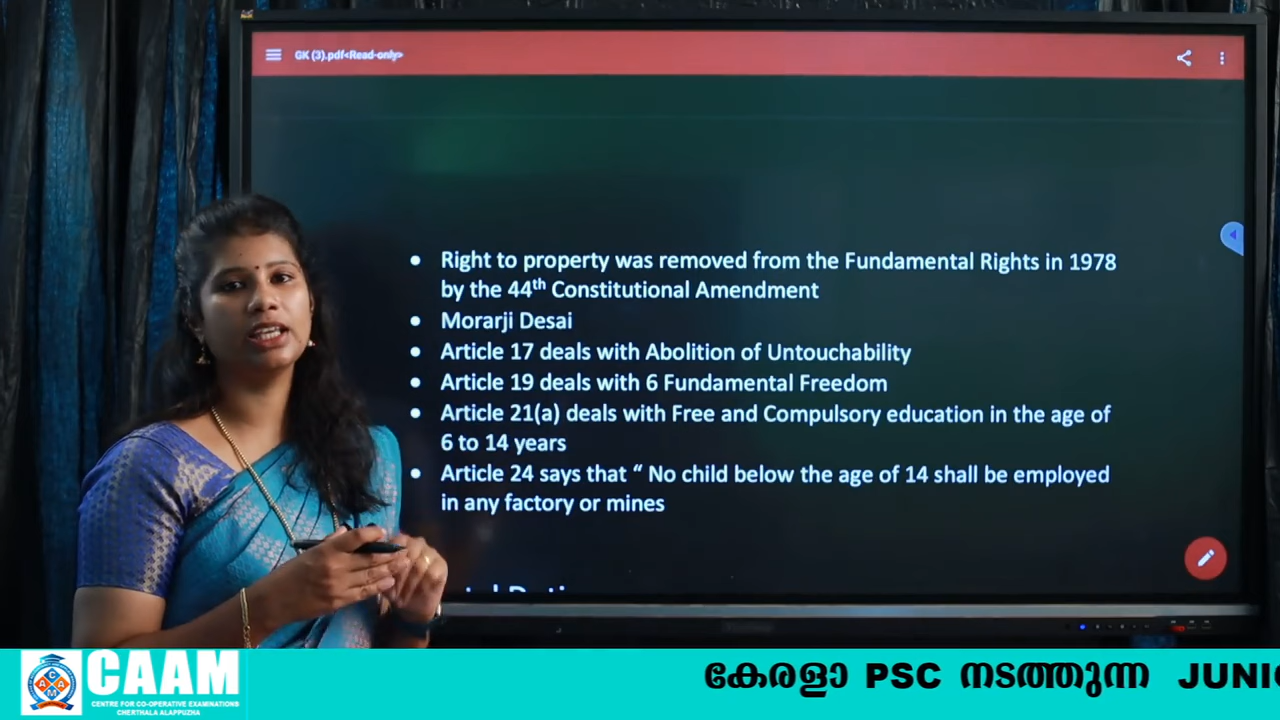 GK (3).pdf<Read-only>
• Right to property was removed from the Fundamental Rights in 1978
by the 44th Constitutional Amendment
• Morarji Desai
• Article 17 deals with Abolition of Untouchability
• Article 19 deals with 6 Fundamental Freedom
• Article 21(a) deals with Free and Compulsory education in the age of
6 to 14 years
• Article 24 says that “ No child below the age of 14 shall be employed
in any factory or mines
CAAM
CENTRE FOR CO-OPERATIVE EXAMINATIONS
CHERTHALA ALAPPUZHA
കേരളാ PSC നടത്തുന്ന JUNI